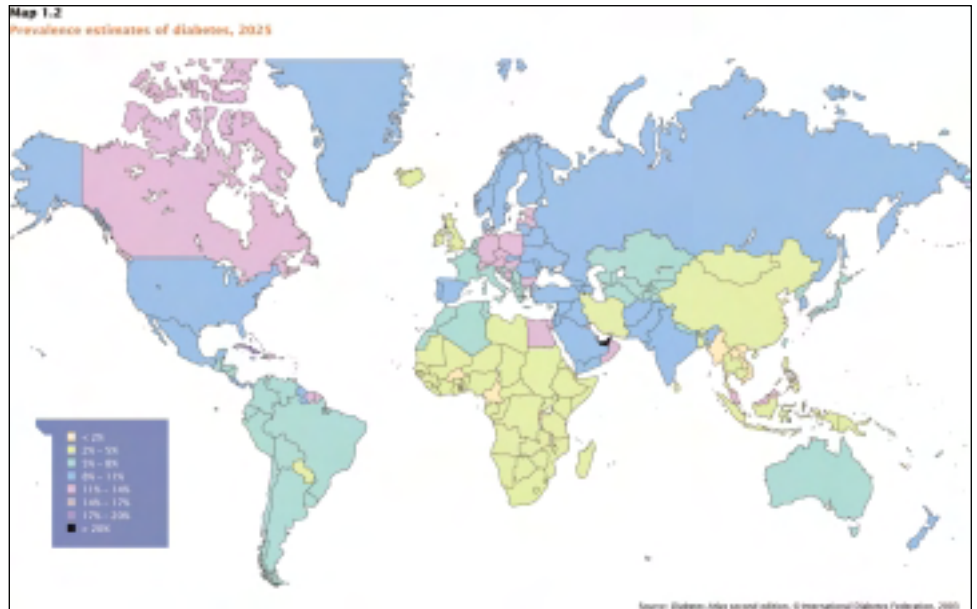 Map 1.2
Prevalence estimates of diabetes, 2025
< 2%
2% – 5%
5% – 8%
8% – 11%
11% – 14%
14% – 17%
17% – 20%
> 20%
Source: Diabetes Atlas second edition, © International Diabetes Federation, 2003